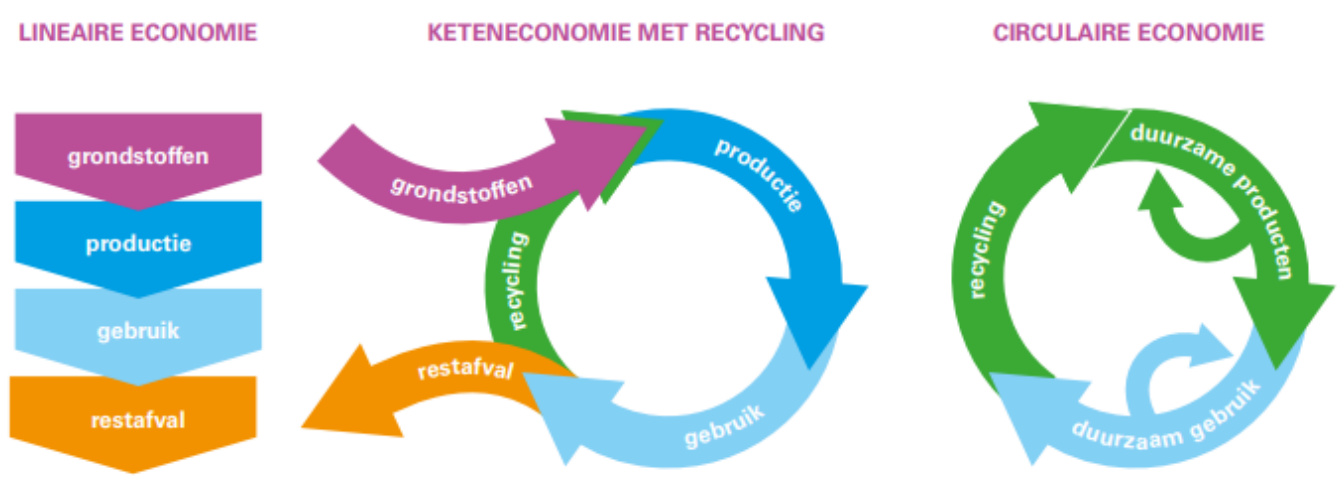 LINEAIRE ECONOMIE
grondstoffen
productie
gebruik
restafval
KETENECONOMIE MET RECYCLING
grondstoffen
productie
recycling
restafval
gebruik
CIRCULAIRE ECONOMIE
duurzame producten
recycling
duurzaam gebruik